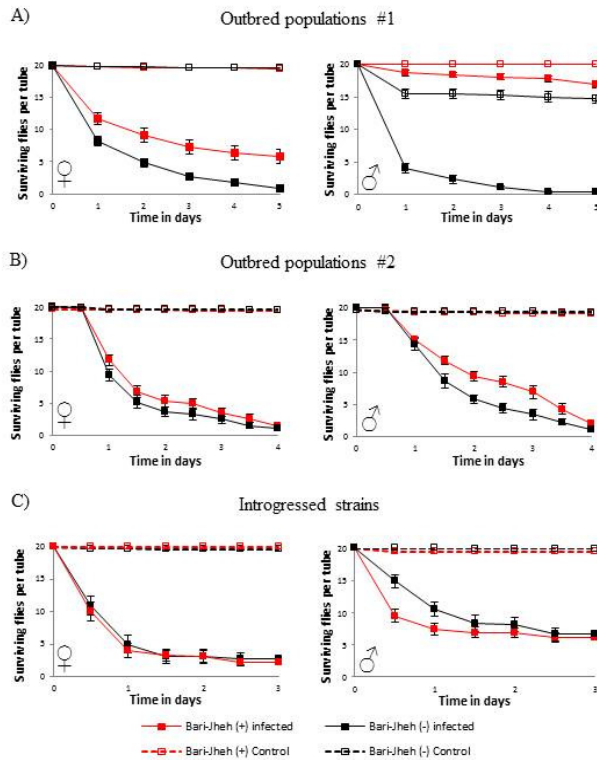 A) Outbred populations #1
Surviving flies per tube
20
15
10
5
0
0 1 2 3 4 5
Time in days
Surviving flies per tube
20
15
10
5
0
0 1 2 3 4 5
Time in days
B) Outbred populations #2
Surviving flies per tube
20
15
10
5
0
0 1 2 3 4
Time in days
Surviving flies per tube
20
15
10
5
0
0 1 2 3 4
Time in days
C) Introgressed strains
Surviving flies per tube
20
15
10
5
0
0 1 2 3
Time in days
Surviving flies per tube
20
15
10
5
0
0 1 2 3
Time in days
Bari-Jheh (+) infected Bari-Jheh (-) infected
Bari-Jheh (+) Control Bari-Jheh (-) Control